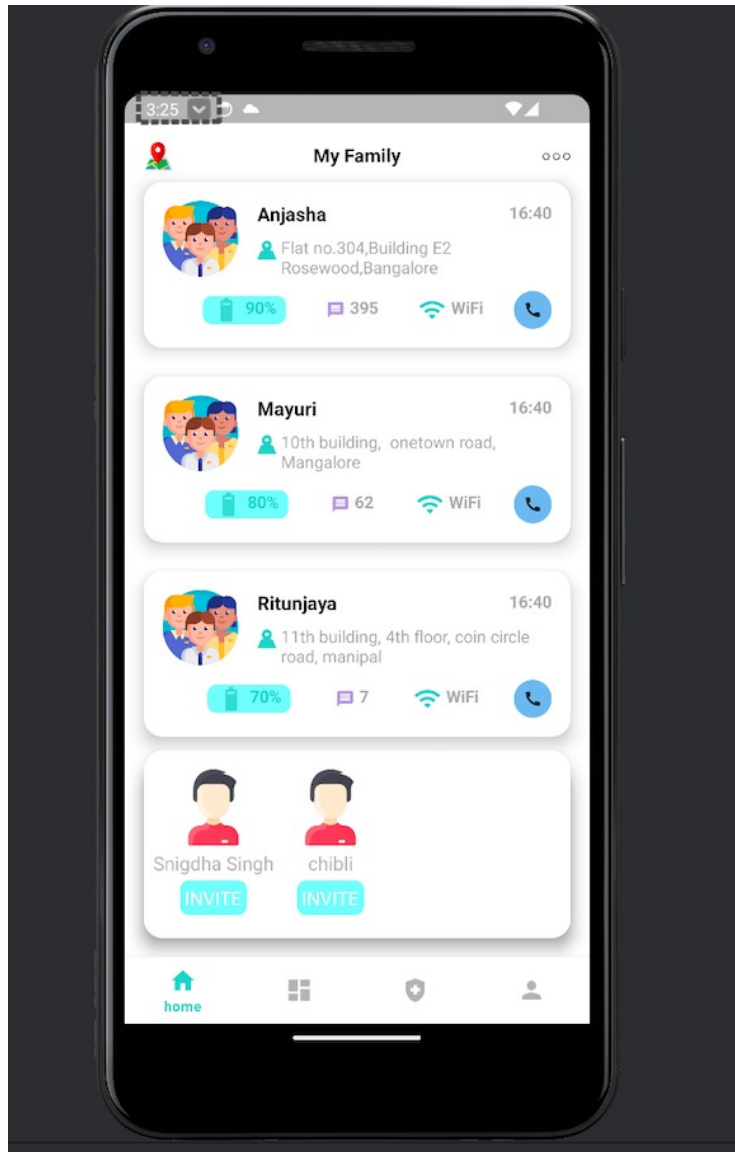 3:25
My Family
Anjasha 16:40
Flat no.304,Building E2
Rosewood,Bangalore
90% 395 WiFi
Mayuri 16:40
10th building, onetown road,
Mangalore
80% 62 WiFi
Ritunjaya 16:40
11th building, 4th floor, coin circle
road, manipal
70% 7 WiFi
Snigdha Singh chibli
INVITE INVITE
home